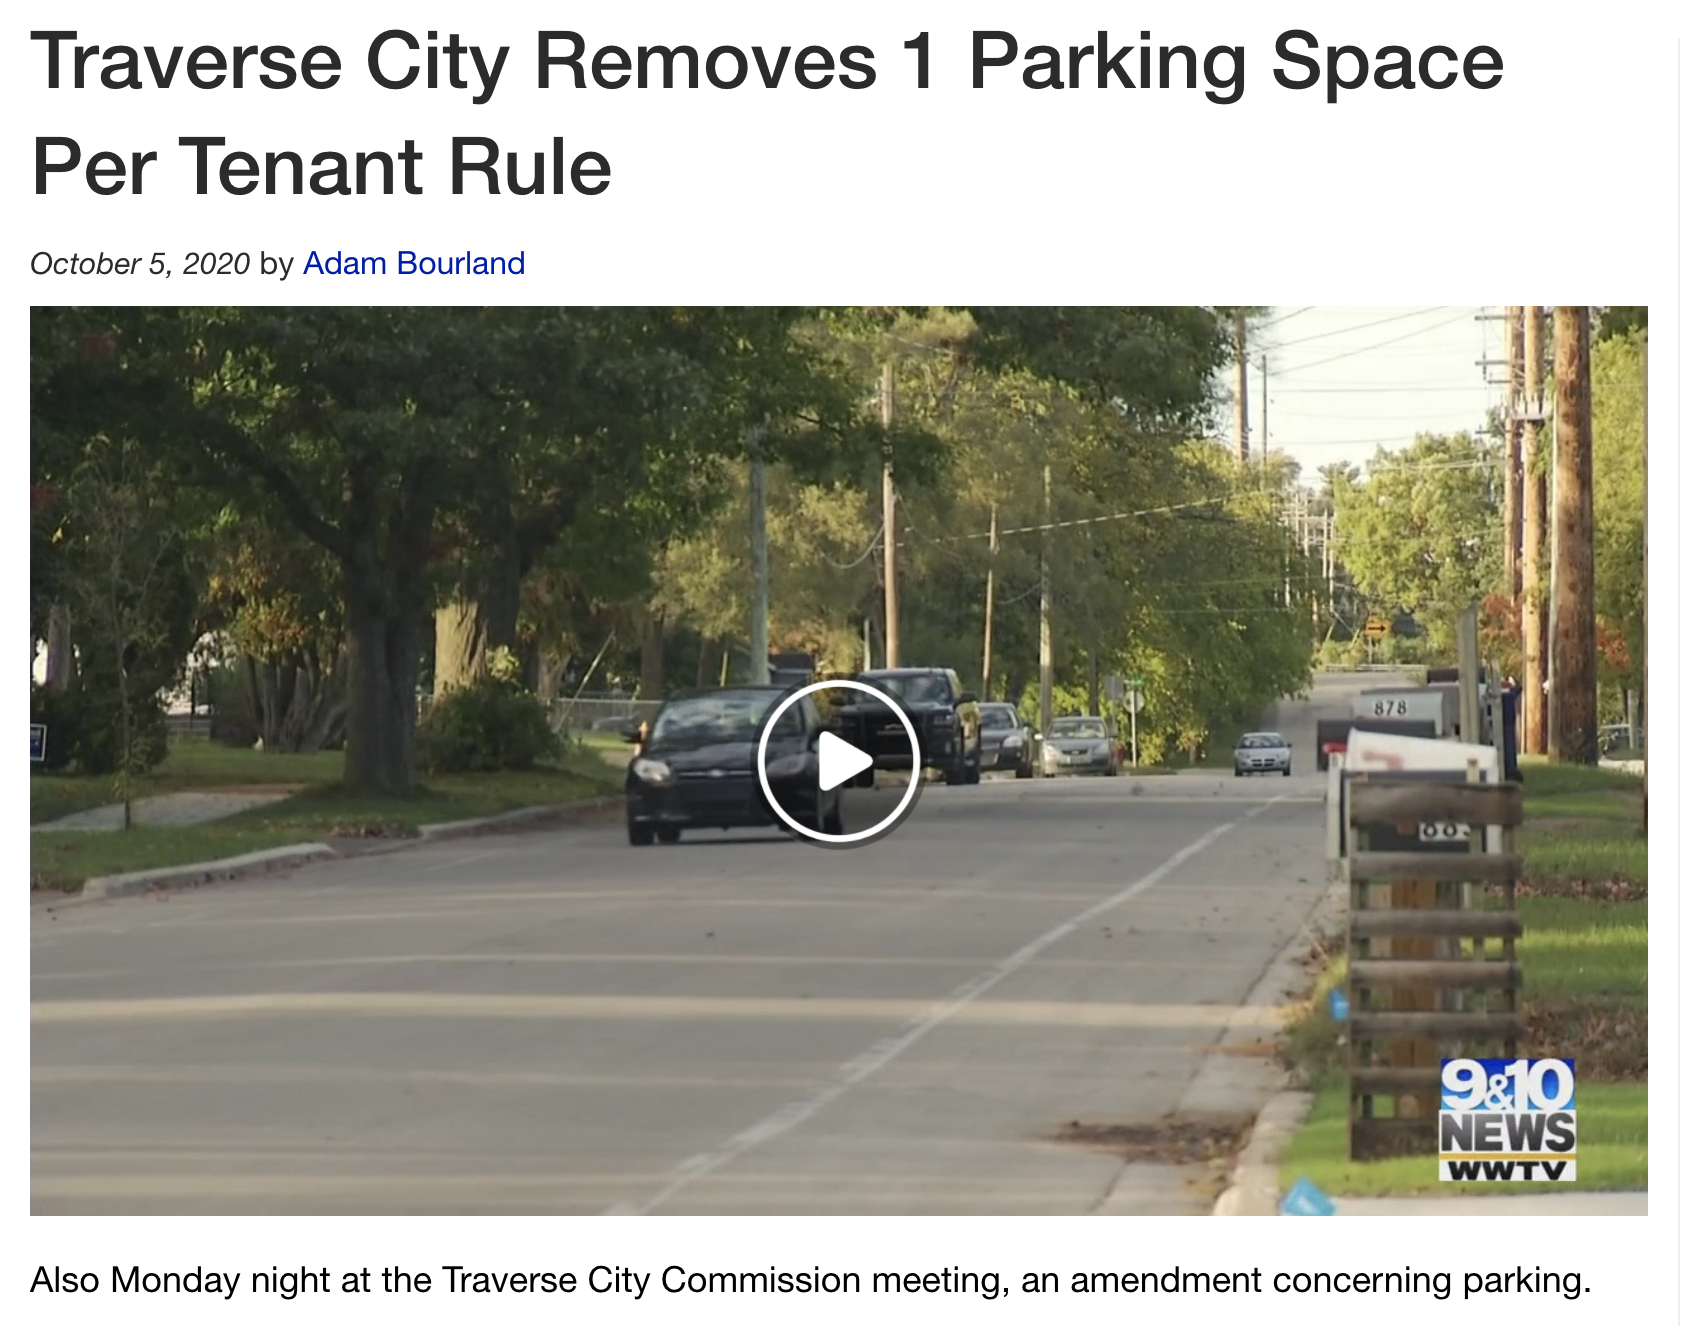 Traverse City Removes 1 Parking Space
Per Tenant Rule
October 5, 2020 by Adam Bourland
878
883
9&10
NEWS
WWTV
Also Monday night at the Traverse City Commission meeting, an amendment concerning parking.